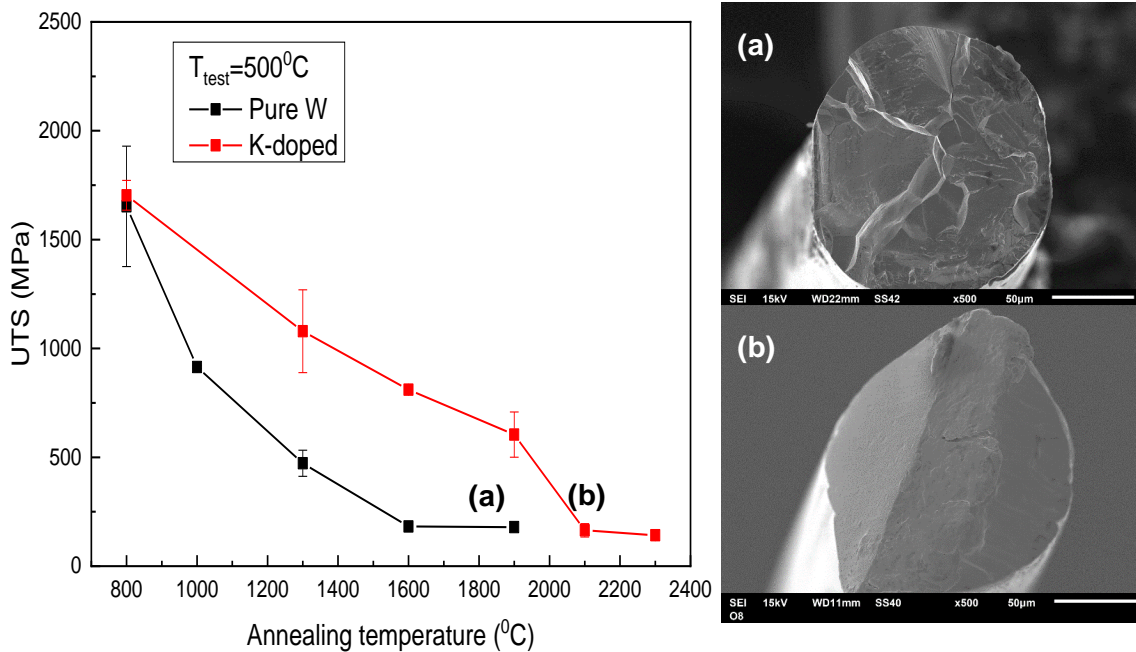 2500
2000
1500
1000
500
0
UTS (MPa)
T_test=500⁰C
Pure W
K-doped
(a)
(b)
800 1000 1200 1400 1600 1800 2000 2200 2400
Annealing temperature (⁰C)
(a)
SEI 15kV WD22mm SS42 x500 50µm
(b)
SEI 15kV WD11mm SS40 x500 50µm
O8